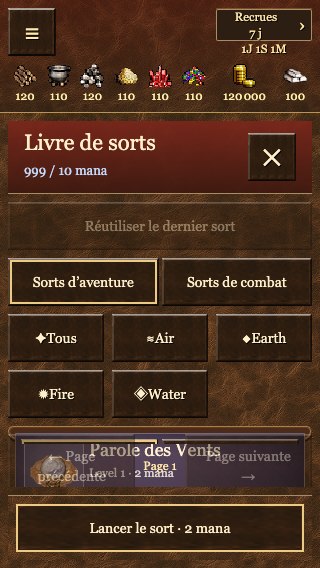 ≡
Recrues
7 j
›
1J 1S 1M
120 110 120 110 110 110 120 000 100
Livre de sorts
×
999 / 10 mana
Réutiliser le dernier sort
Sorts d'aventure
Sorts de combat
✦Tous
≈Air
◆Earth
✹Fire
◈Water
Parole des Vents
← Page précédente
Page 1
Page suivante →
Level 1 · 2 mana
Lancer le sort · 2 mana